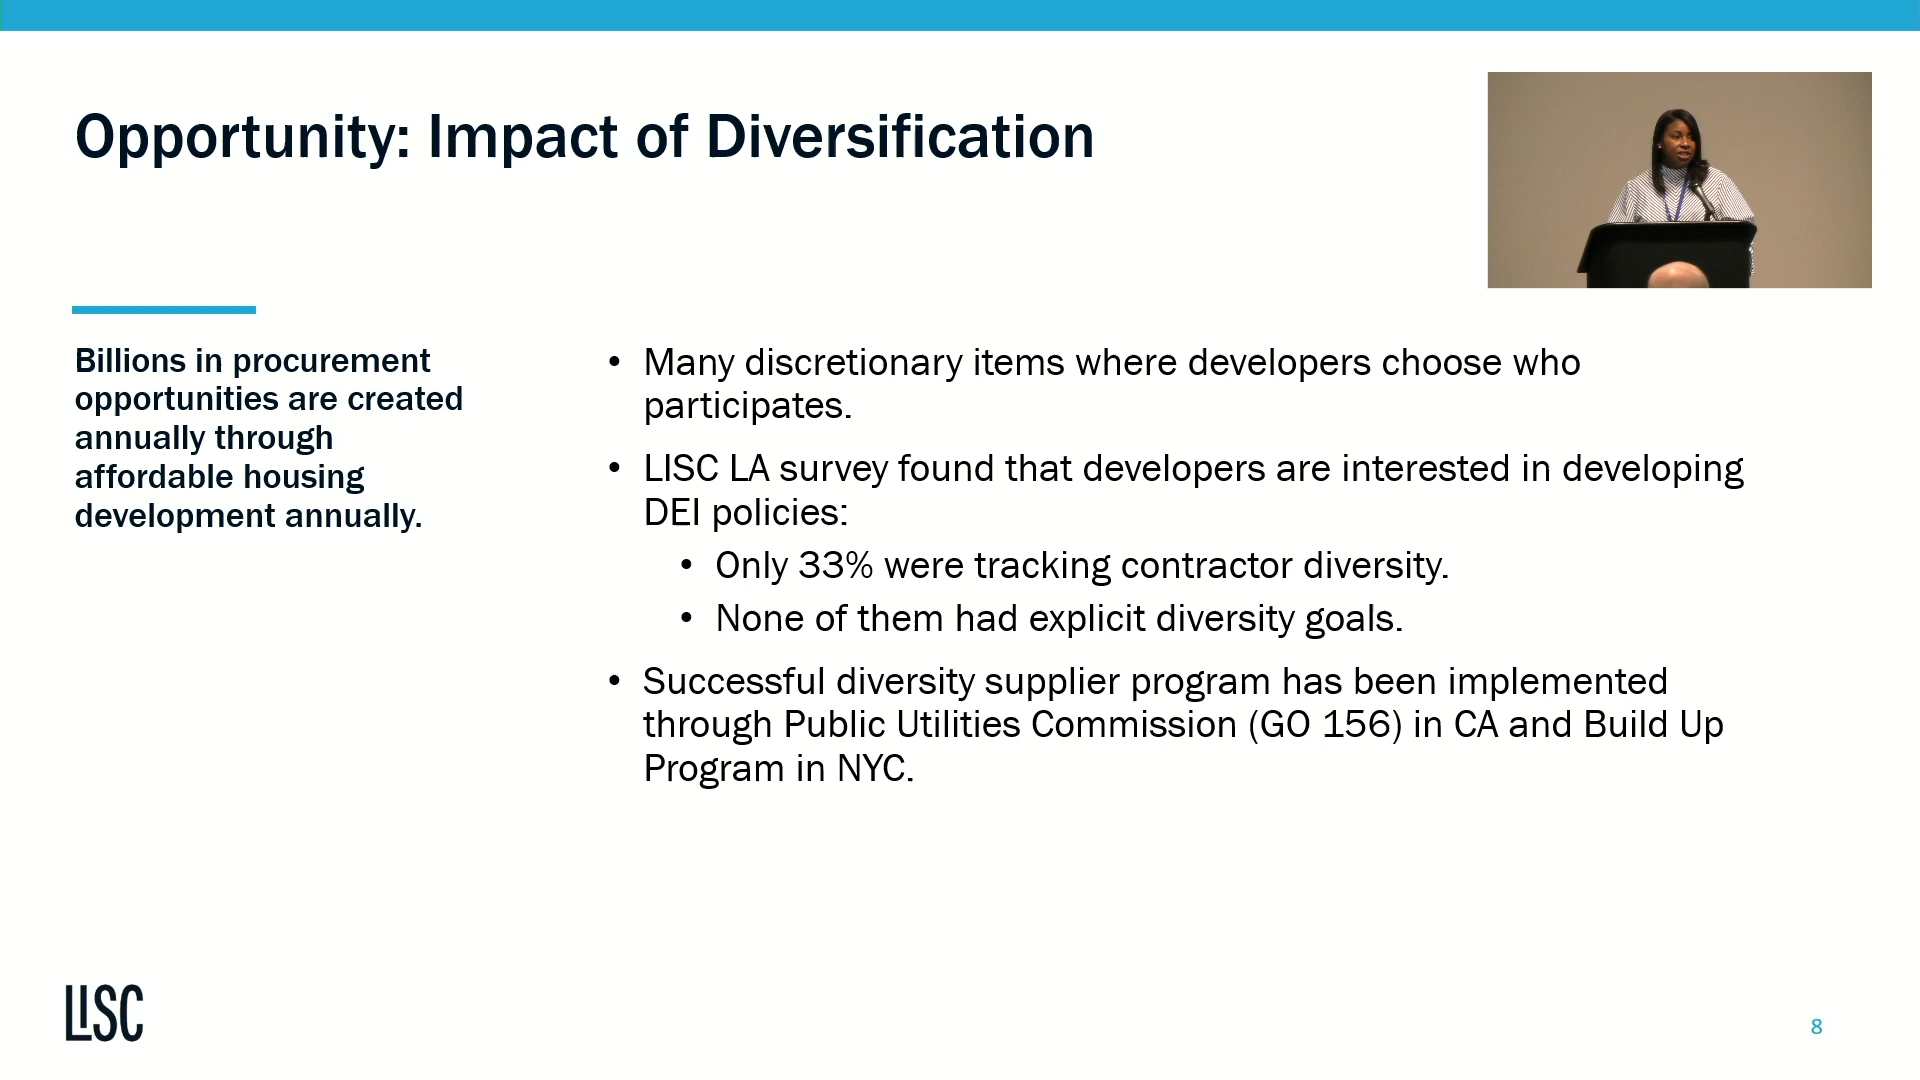 Opportunity: Impact of Diversification
Billions in procurement
opportunities are created
annually through
affordable housing
development annually.
• Many discretionary items where developers choose who
participates.
• LISC LA survey found that developers are interested in developing
DEI policies:
• Only 33% were tracking contractor diversity.
• None of them had explicit diversity goals.
• Successful diversity supplier program has been implemented
through Public Utilities Commission (GO 156) in CA and Build Up
Program in NYC.
LISC
8